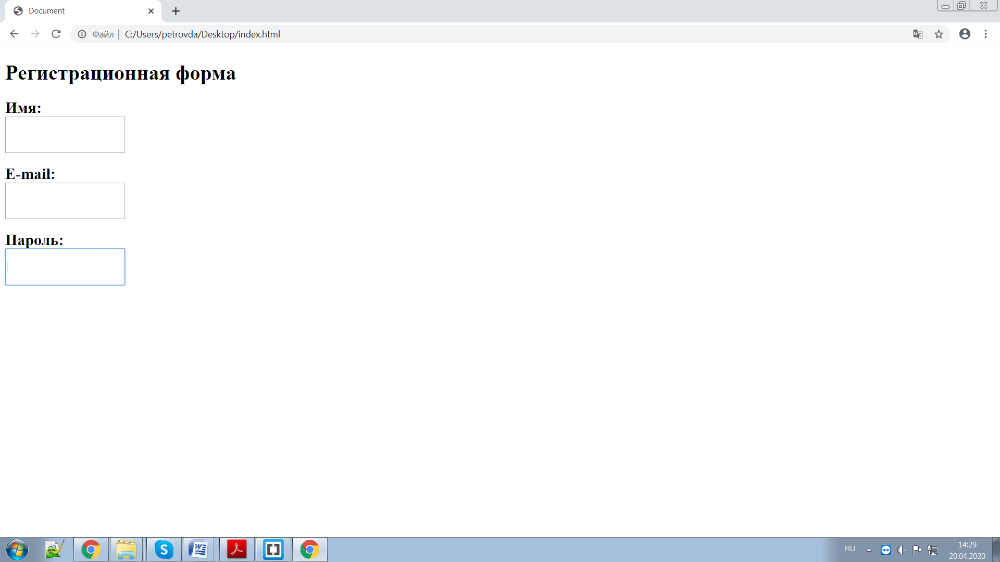 Document
Файл | C:/Users/petrovda/Desktop/index.html
Регистрационная форма
Имя:
E-mail:
Пароль:
RU
14:29
20.04.2020